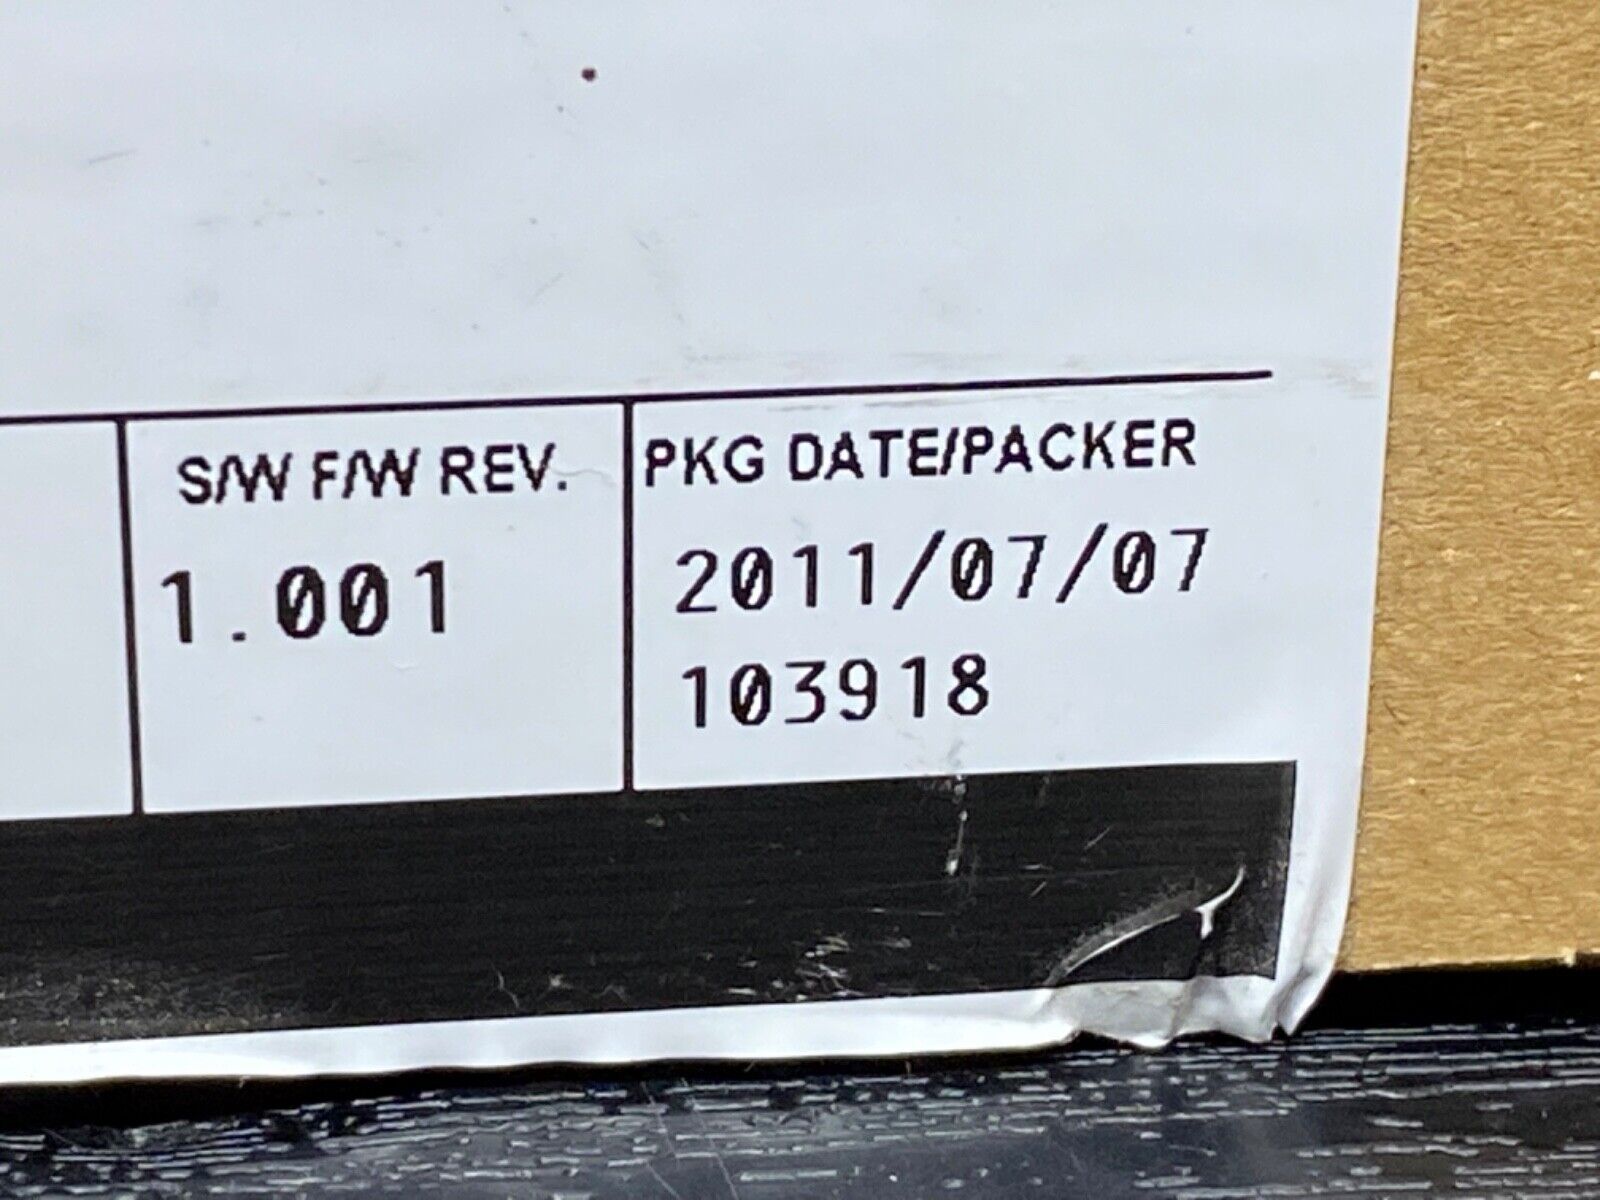 S/W F/W REV.
1.001
PKG DATE/PACKER
2011/07/07
103918